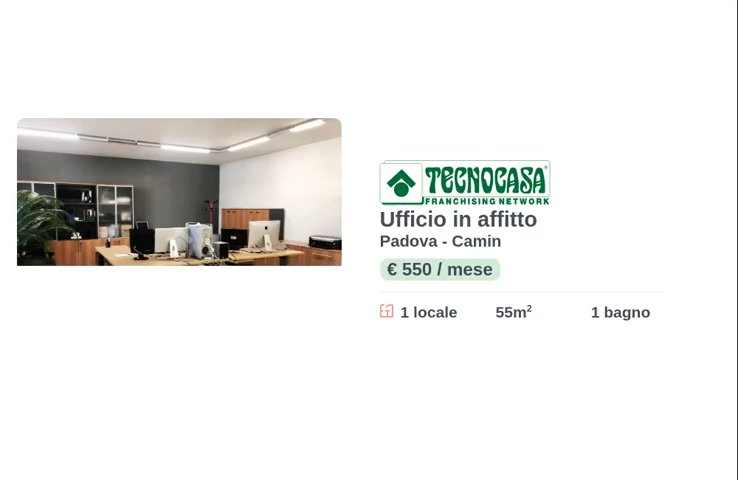 TECNOCASA®
FRANCHISING NETWORK
Ufficio in affitto
Padova - Camin
€ 550 / mese
1 locale 55m² 1 bagno